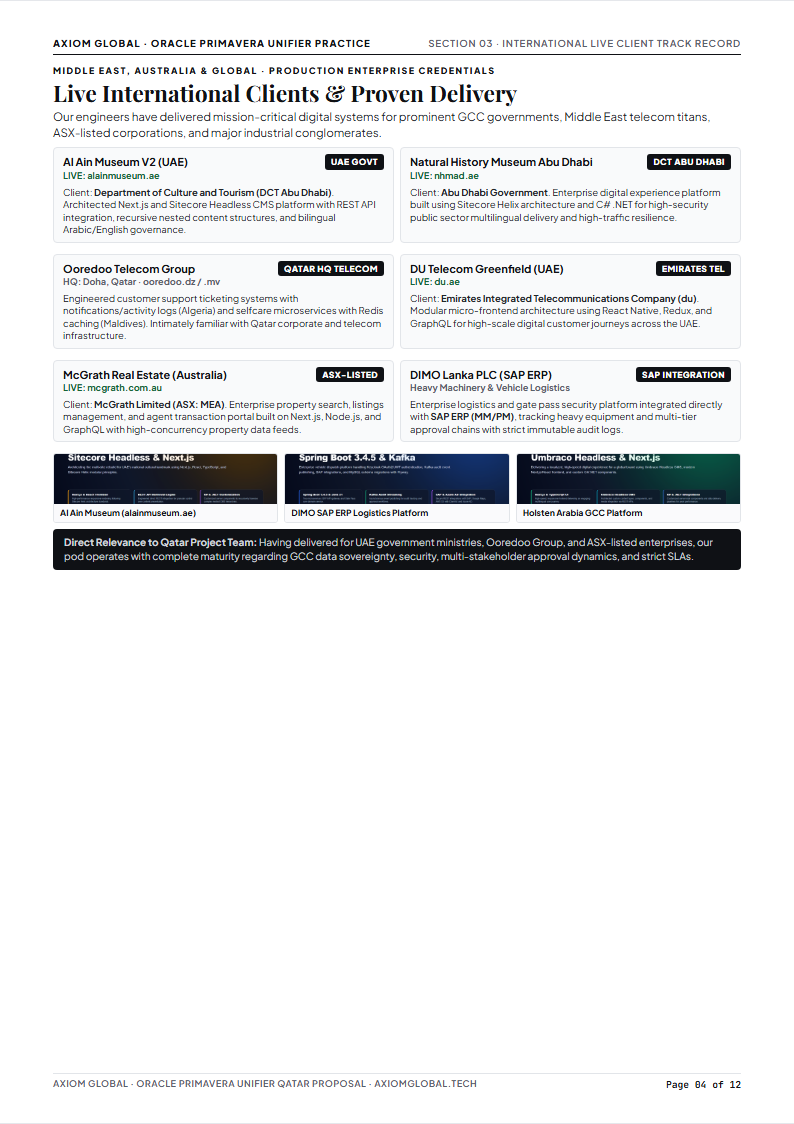 AXIOM GLOBAL · ORACLE PRIMAVERA UNIFIER PRACTICE
SECTION 03 · INTERNATIONAL LIVE CLIENT TRACK RECORD
MIDDLE EAST, AUSTRALIA & GLOBAL · PRODUCTION ENTERPRISE CREDENTIALS
Live International Clients & Proven Delivery
Our engineers have delivered mission-critical digital systems for prominent GCC governments, Middle East telecom titans,
ASX-listed corporations, and major industrial conglomerates.
Al Ain Museum V2 (UAE)
UAE GOVT
LIVE: alainmuseum.ae
Client: Department of Culture and Tourism (DCT Abu Dhabi).
Architected Next.js and Sitecore Headless CMS platform with REST API
integration, recursive nested content structures, and bilingual
Arabic/English governance.
Natural History Museum Abu Dhabi
DCT ABU DHABI
LIVE: nhmad.ae
Client: Abu Dhabi Government. Enterprise digital experience platform
built using Sitecore Helix architecture and C# .NET for high-security
public sector multilingual delivery and high-traffic resilience.
Ooredoo Telecom Group
QATAR HQ TELECOM
HQ: Doha, Qatar · ooredoo.dz / .mv
Engineered customer support ticketing systems with
notifications/activity logs (Algeria) and selfcare microservices with Redis
caching (Maldives). Intimately familiar with Qatar corporate and telecom
infrastructure.
DU Telecom Greenfield (UAE)
EMIRATES TEL
LIVE: du.ae
Client: Emirates Integrated Telecommunications Company (du).
Modular micro-frontend architecture using React Native, Redux, and
GraphQL for high-scale digital customer journeys across the UAE.
McGrath Real Estate (Australia)
ASX-LISTED
LIVE: mcgrath.com.au
Client: McGrath Limited (ASX: MEA). Enterprise property search, listings
management, and agent transaction portal built on Next.js, Node.js, and
GraphQL with high-concurrency property data feeds.
DIMO Lanka PLC (SAP ERP)
SAP INTEGRATION
Heavy Machinery & Vehicle Logistics
Enterprise logistics and gate pass security platform integrated directly
with SAP ERP (MM/PM), tracking heavy equipment and multi-tier
approval chains with strict immutable audit logs.
Sitecore Headless & Next.js
Al Ain Museum (alainmuseum.ae)
Spring Boot 3.4.5 & Kafka
DIMO SAP ERP Logistics Platform
Umbraco Headless & Next.js
Holsten Arabia GCC Platform
Direct Relevance to Qatar Project Team: Having delivered for UAE government ministries, Ooredoo Group, and ASX-listed enterprises, our
pod operates with complete maturity regarding GCC data sovereignty, security, multi-stakeholder approval dynamics, and strict SLAs.
AXIOM GLOBAL · ORACLE PRIMAVERA UNIFIER QATAR PROPOSAL · AXIOMGLOBAL.TECH
Page 04 of 12